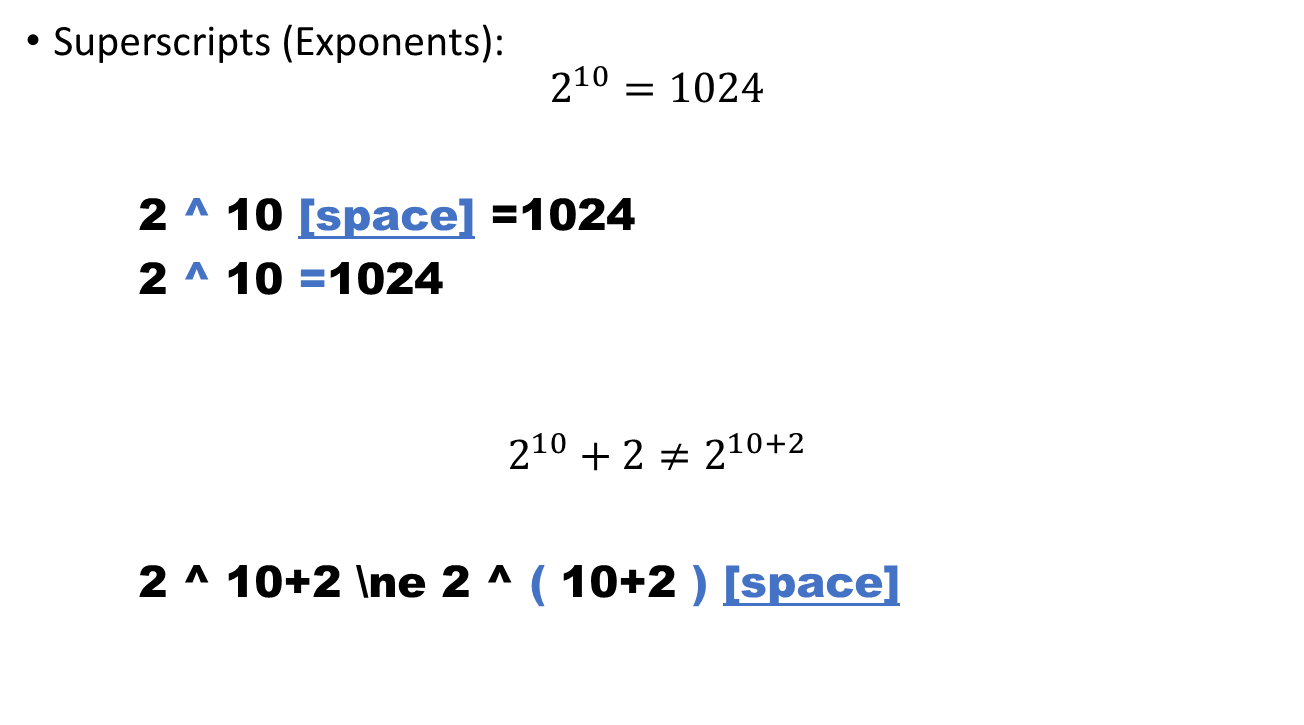 • Superscripts (Exponents):
2¹⁰ = 1024
2 ^ 10 [space] =1024
2 ^ 10 =1024
2¹⁰ + 2 ≠ 2¹⁰⁺²
2 ^ 10+2 \ne 2 ^ ( 10+2 ) [space]